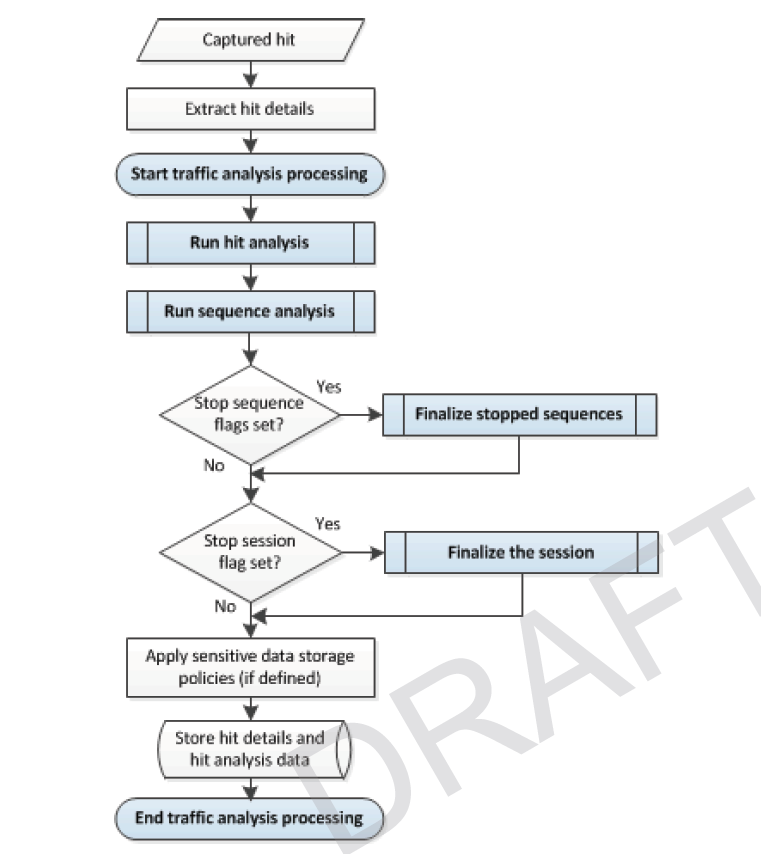 Captured hit
Extract hit details
Start traffic analysis processing
Run hit analysis
Run sequence analysis
Stop sequence
flags set?
Yes
Finalize stopped sequences
No
Stop session
flag set?
Yes
Finalize the session
No
Apply sensitive data storage
policies (if defined)
Store hit details and
hit analysis data
End traffic analysis processing
DRAFT